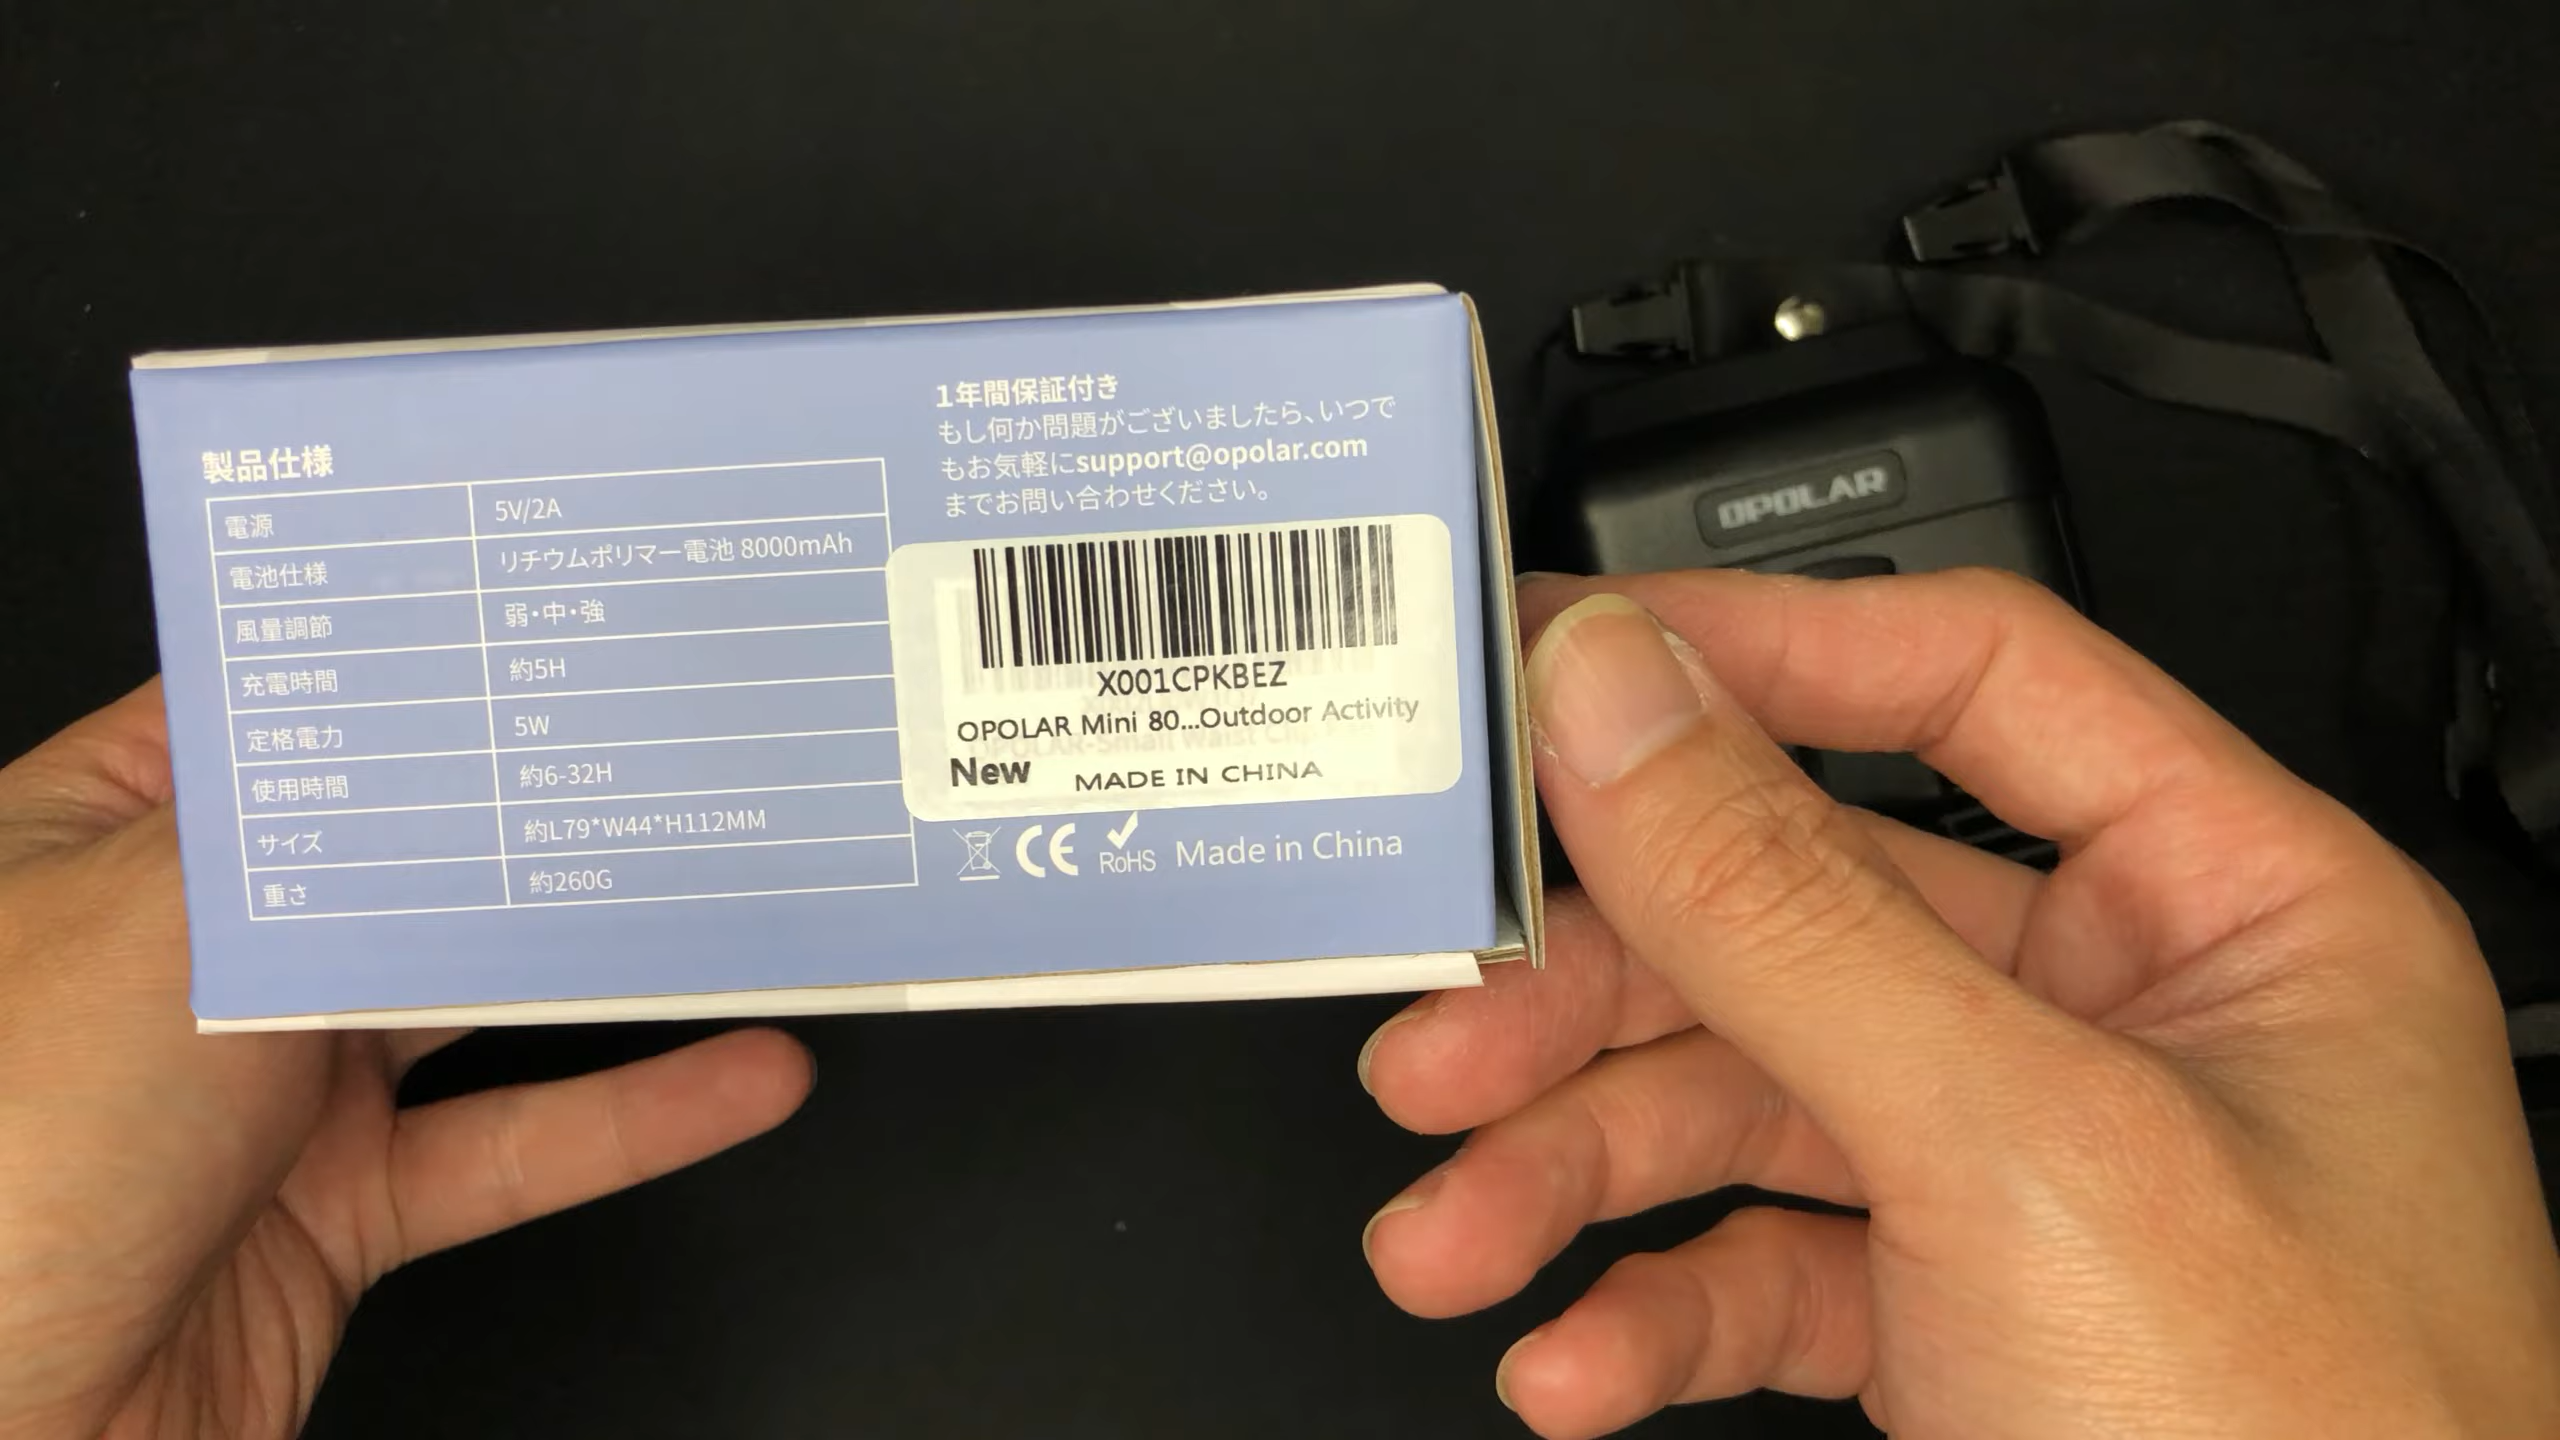 製品仕様
電源 5V/2A
電池仕様 リチウムポリマー電池 8000mAh
風量調節 弱・中・強
充電時間 約5H
定格電力 5W
使用時間 約6-32H
サイズ 約L79*W44*H112MM
重さ 約260G
1年間保証付き
もし何か問題がございましたら、いつで
もお気軽にsupport@opolar.com
までお問い合わせください。
X001CPKBEZ
OPOLAR Mini 80...Outdoor Activity
OPOLAR-Small Waist Clip
New MADE IN CHINA
CE RoHS Made in China
OPOLAR